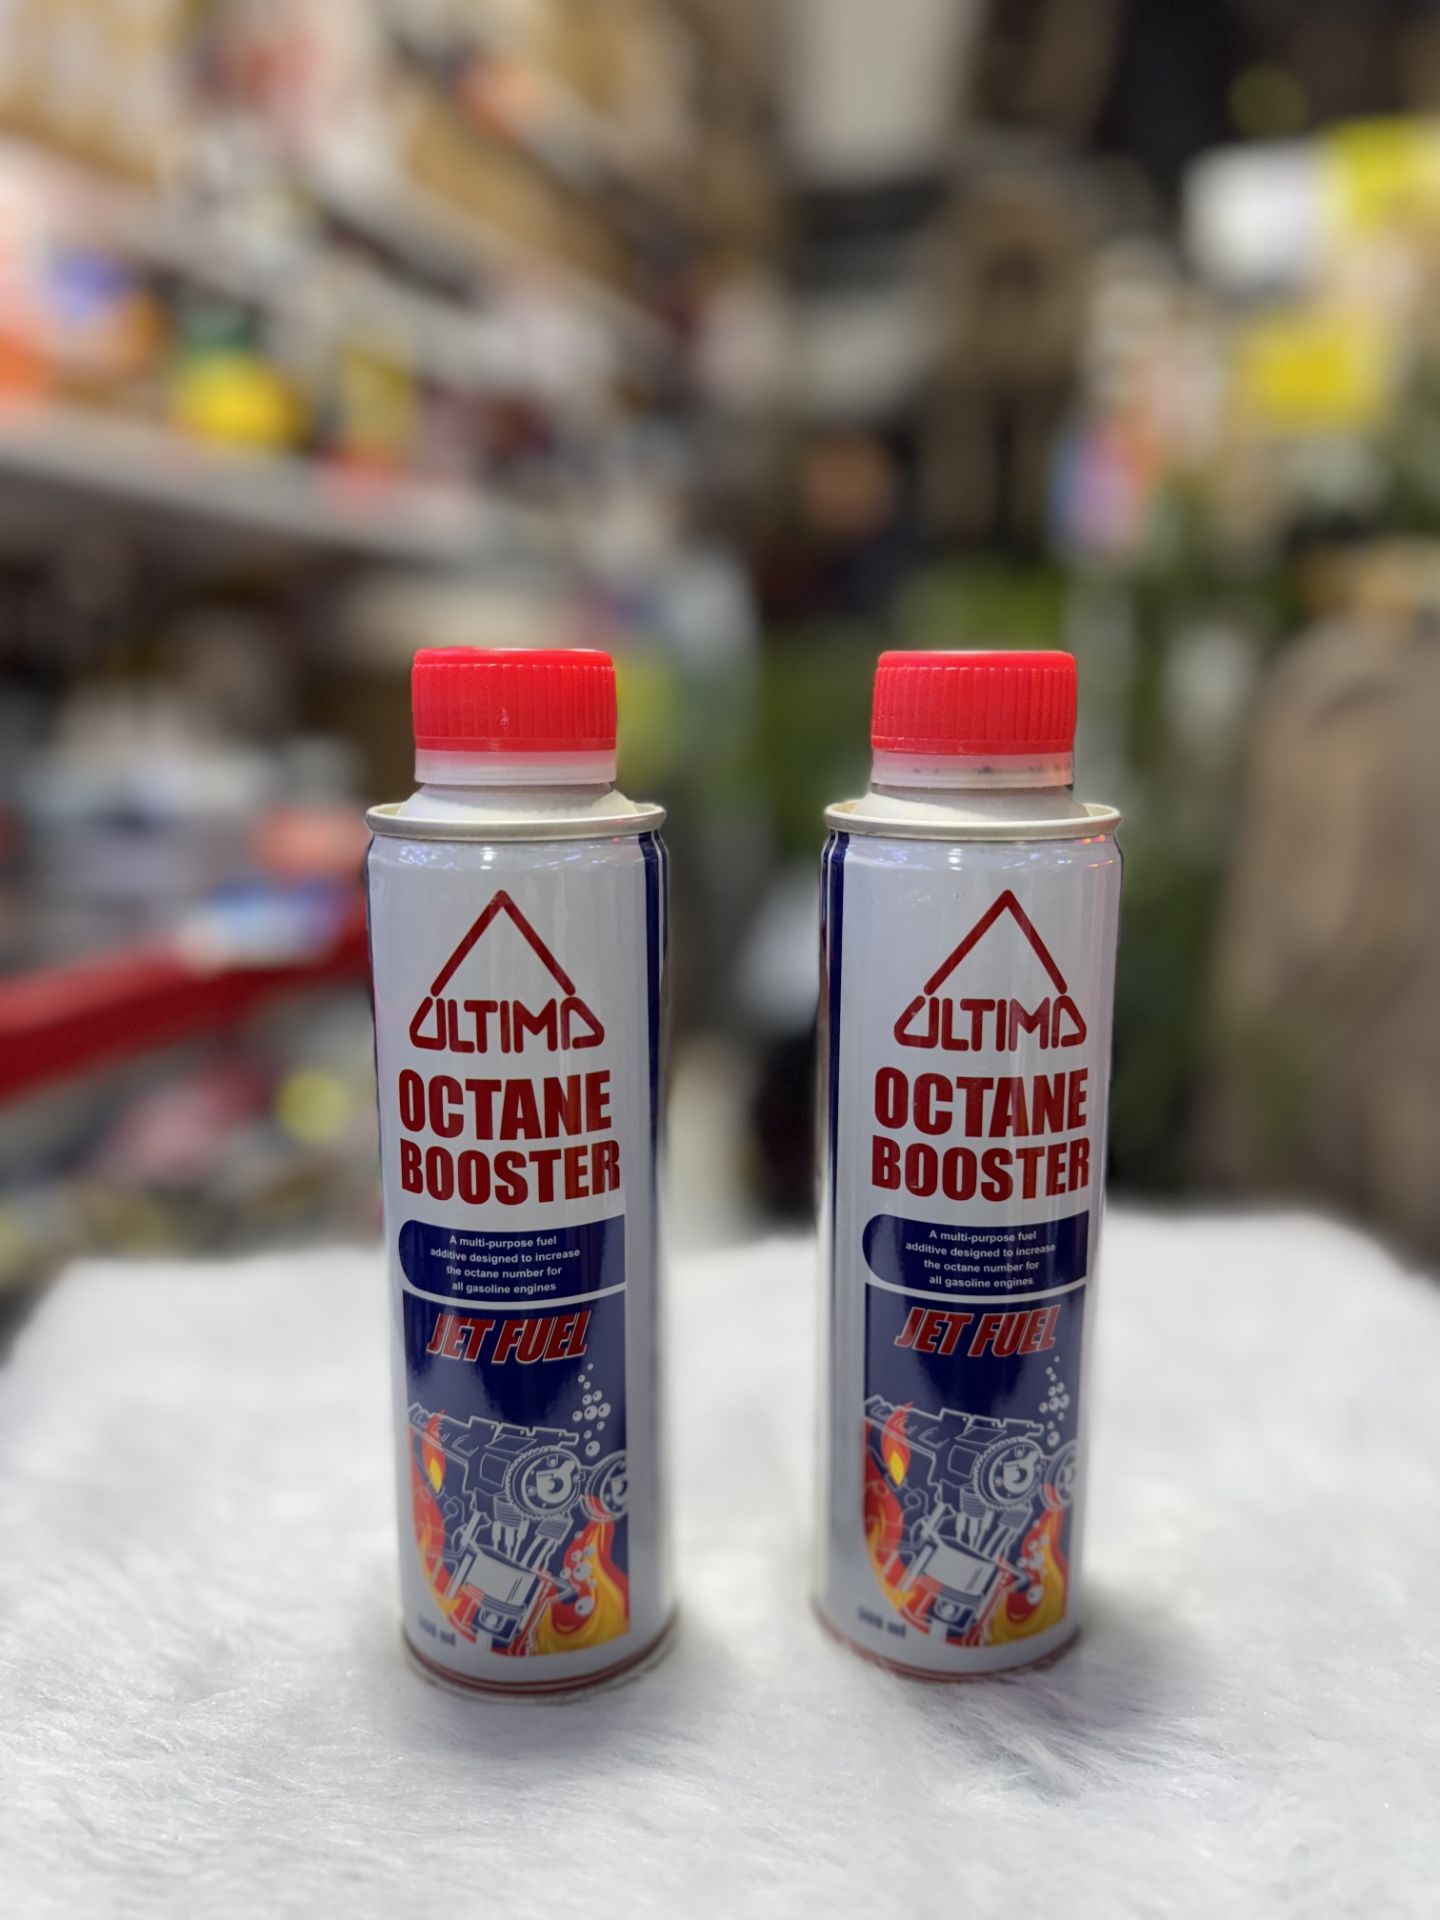 ULTIMA
OCTANE
BOOSTER
A multi-purpose fuel
additive designed to increase
the octane number for
all gasoline engines
JET FUEL
ULTIMA
OCTANE
BOOSTER
A multi-purpose fuel
additive designed to increase
the octane number for
all gasoline engines
JET FUEL